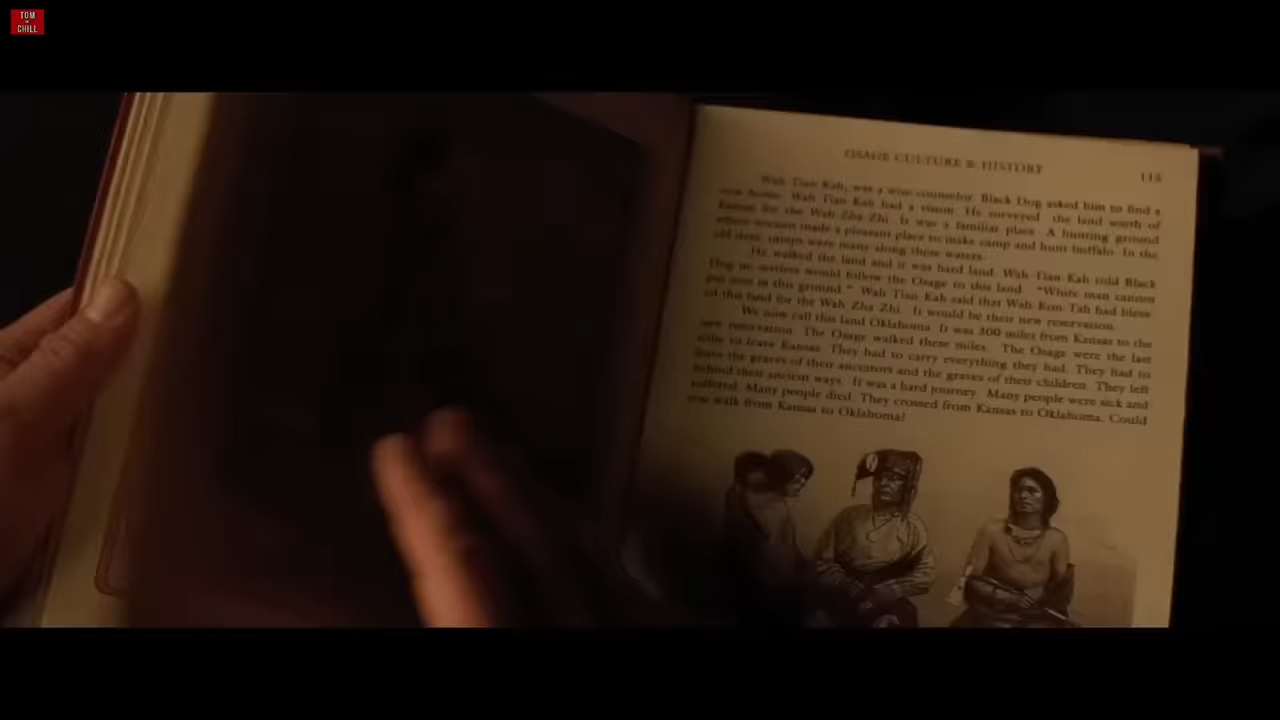 TOM
CHILL
OSAGE CULTURE & HISTORY
115
Wah-Tian-Kah, was a wise counselor. Black Dog asked him to find a
new home. Wah-Tian-Kah had a vision. He surveyed the land south of
Kansas for the Wah-Zha-Zhi. It was a familiar place. A hunting ground
where streams made a pleasant place to make camp and hunt buffalo. In the
old days, camps were many along these waters.
He walked the land and it was hard land. Wah-Tian-Kah told Black
Dog no settlers would follow the Osage to this land. "White man cannot
put iron in this ground." Wah-Tian-Kah said that Wah-Kon-Tah had bless
ed this land for the Wah-Zha-Zhi. It would be their new reservation.
We now call this land Oklahoma. It was 300 miles from Kansas to the
new reservation. The Osage walked these miles. The Osage were the last
tribe to leave Kansas. They had to carry everything they had. They had to
leave the graves of their ancestors and the graves of their children. They left
behind their ancient ways. It was a hard journey. Many people were sick and
suffered. Many people died. They crossed from Kansas to Oklahoma. Could
you walk from Kansas to Oklahoma?